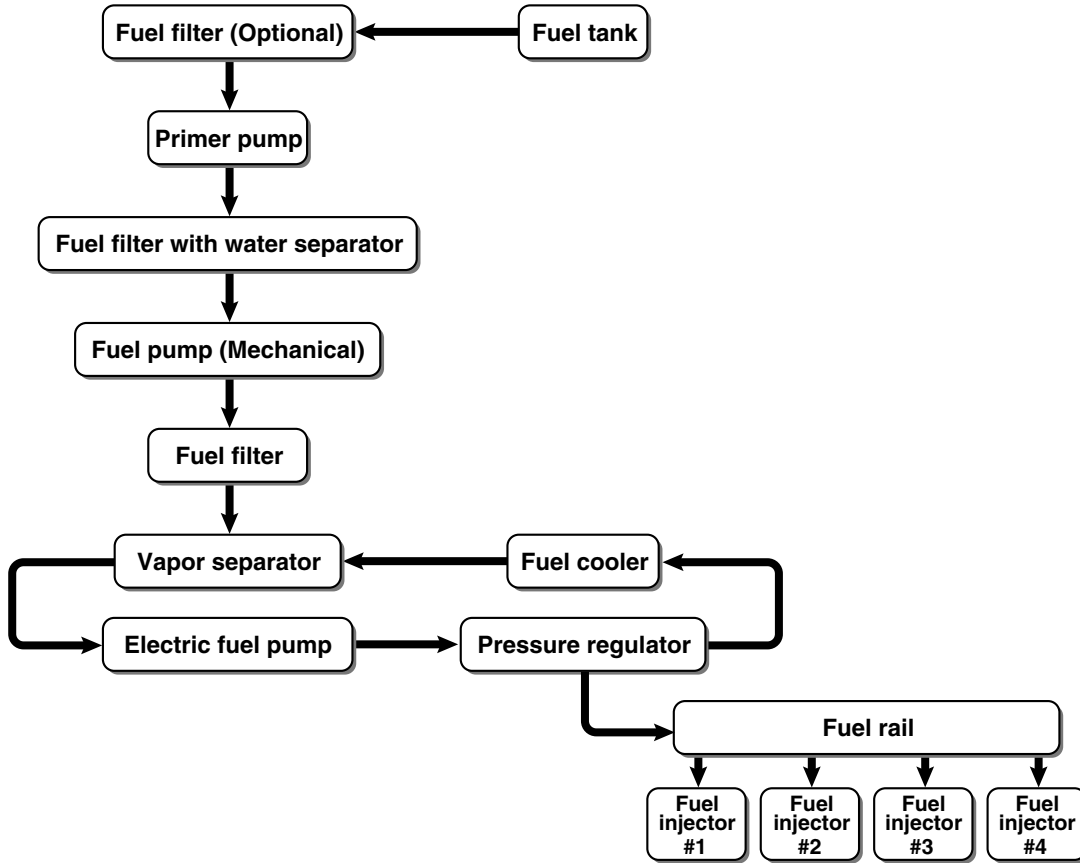 Fuel filter (Optional)
Fuel tank
Primer pump
Fuel filter with water separator
Fuel pump (Mechanical)
Fuel filter
Vapor separator
Fuel cooler
Electric fuel pump
Pressure regulator
Fuel rail
Fuel
injector
#1
Fuel
injector
#2
Fuel
injector
#3
Fuel
injector
#4